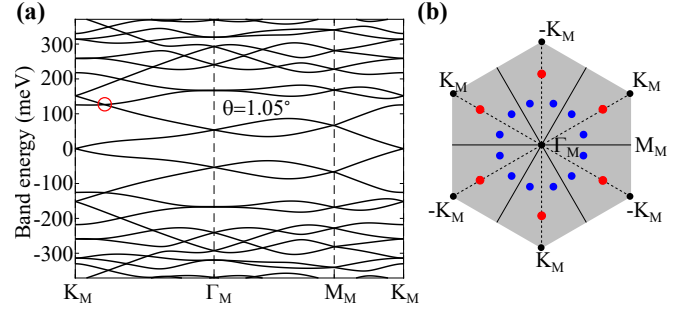 (a)
Band energy (meV)
300
200
100
0
-100
-200
-300
θ=1.05°
K_M
Γ_M
M_M
K_M
(b)
-K_M
K_M
K_M
Γ_M
M_M
-K_M
-K_M
K_M